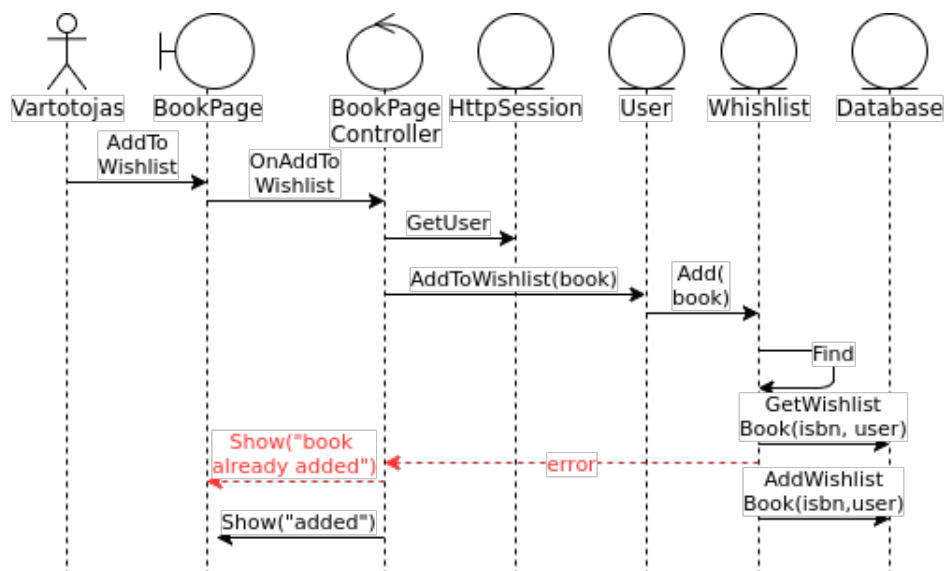 Vartotojas
BookPage
BookPage
Controller
HttpSession
User
Whishlist
Database
AddTo
Wishlist
OnAddTo
Wishlist
GetUser
AddToWishlist(book)
Add(
book)
Find
GetWishlist
Book(isbn, user)
Show("book
already added")
error
AddWishlist
Book(isbn,user)
Show("added")